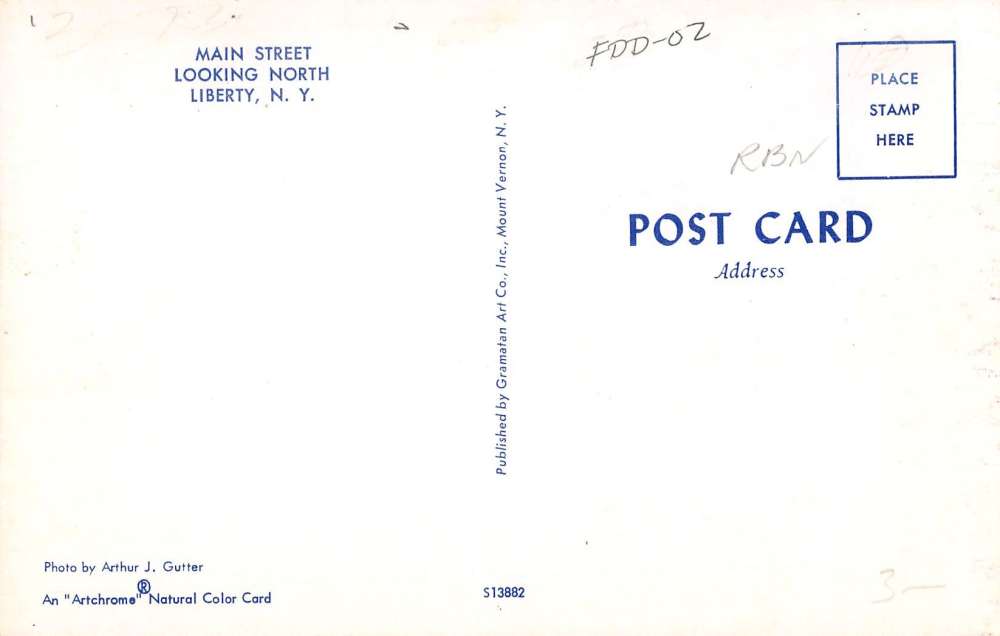 MAIN STREET
LOOKING NORTH
LIBERTY, N. Y.
Photo by Arthur J. Gutter
An "Artchrome"® Natural Color Card
Published by Gramatan Art Co., Inc., Mount Vernon, N. Y.
S13882
FDD-02
PLACE
STAMP
HERE
RBN
POST CARD
Address
3-